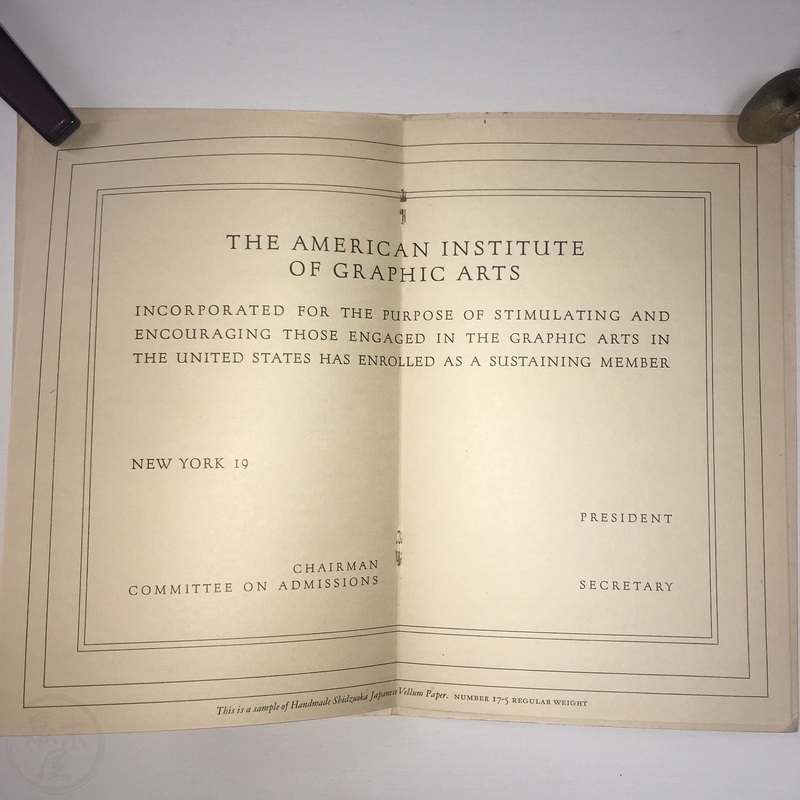 THE AMERICAN INSTITUTE
OF GRAPHIC ARTS
INCORPORATED FOR THE PURPOSE OF STIMULATING AND
ENCOURAGING THOSE ENGAGED IN THE GRAPHIC ARTS IN
THE UNITED STATES HAS ENROLLED AS A SUSTAINING MEMBER
NEW YORK 19
PRESIDENT
CHAIRMAN
COMMITTEE ON ADMISSIONS
SECRETARY
This is a sample of Handmade Shidzuoka Japanese Vellum Paper. NUMBER 17-5 REGULAR WEIGHT